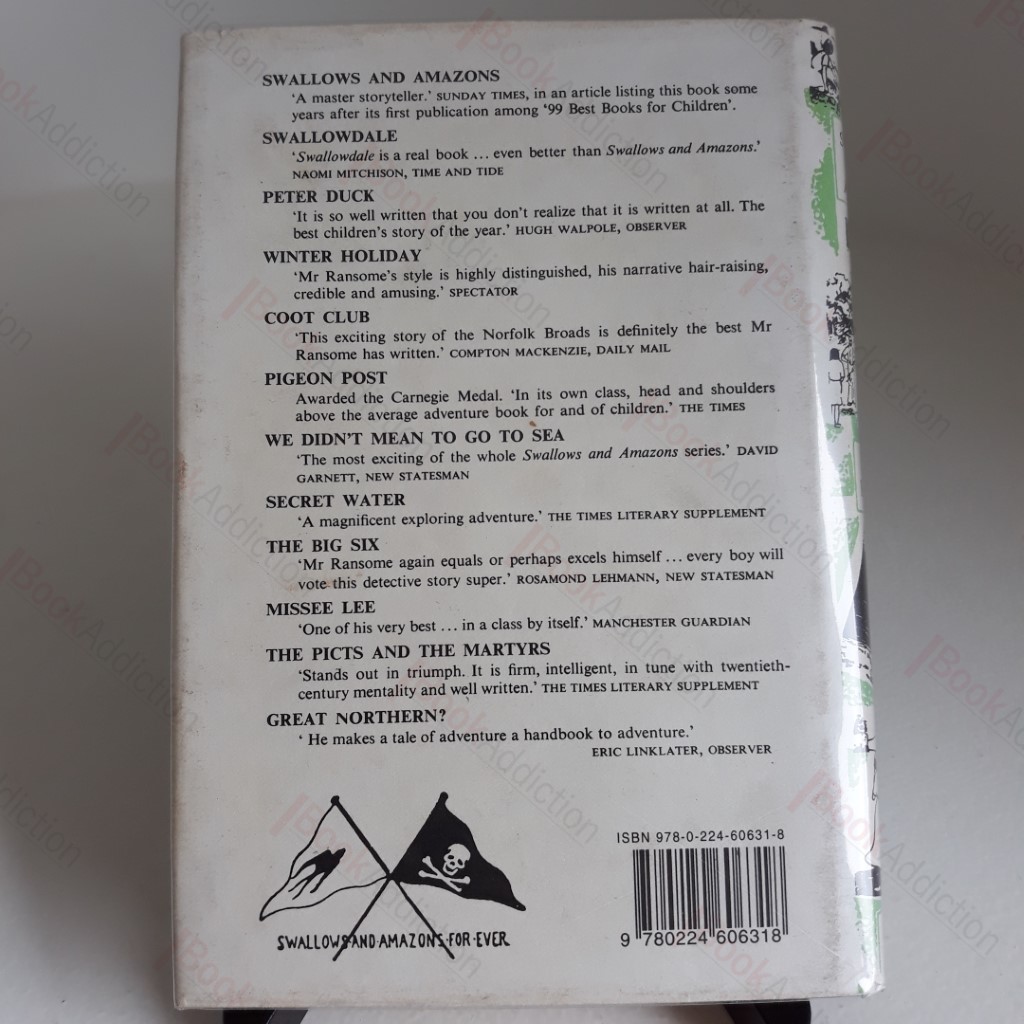 SWALLOWS AND AMAZONS
'A master storyteller.' SUNDAY TIMES, in an article listing this book some
years after its first publication among '99 Best Books for Children'.
SWALLOWDALE
'Swallowdale is a real book ... even better than Swallows and Amazons.'
NAOMI MITCHISON, TIME AND TIDE
PETER DUCK
'It is so well written that you don't realize that it is written at all. The
best children's story of the year.' HUGH WALPOLE, OBSERVER
WINTER HOLIDAY
'Mr Ransome's style is highly distinguished, his narrative hair-raising,
credible and amusing.' SPECTATOR
COOT CLUB
'This exciting story of the Norfolk Broads is definitely the best Mr
Ransome has written.' COMPTON MACKENZIE, DAILY MAIL
PIGEON POST
Awarded the Carnegie Medal. 'In its own class, head and shoulders
above the average adventure book for and of children.' THE TIMES
WE DIDN'T MEAN TO GO TO SEA
'The most exciting of the whole Swallows and Amazons series.' DAVID
GARNETT, NEW STATESMAN
SECRET WATER
'A magnificent exploring adventure.' THE TIMES LITERARY SUPPLEMENT
THE BIG SIX
'Mr Ransome again equals or perhaps excels himself ... every boy will
vote this detective story super.' ROSAMOND LEHMANN, NEW STATESMAN
MISSEE LEE
'One of his very best ... in a class by itself.' MANCHESTER GUARDIAN
THE PICTS AND THE MARTYRS
'Stands out in triumph. It is firm, intelligent, in tune with twentieth-
century mentality and well written.' THE TIMES LITERARY SUPPLEMENT
GREAT NORTHERN?
' He makes a tale of adventure a handbook to adventure.'
ERIC LINKLATER, OBSERVER
SWALLOWS·AND·AMAZONS·FOR·EVER
ISBN 978-0-224-60631-8
9 780224 606318
BookAddiction